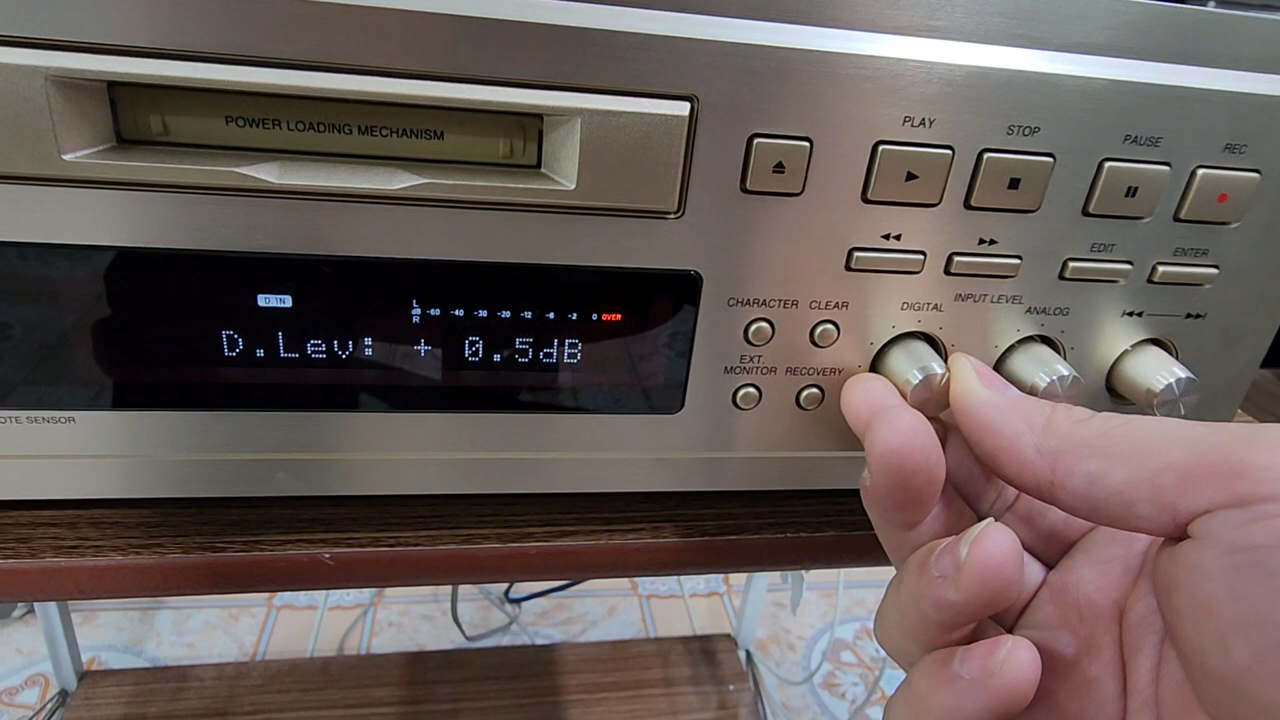 POWER LOADING MECHANISM
PLAY
STOP
PAUSE
REC
EDIT
ENTER
D.IN
L
dB
R
-60 -40 -30 -20 -12 -6 -2 0 OVER
D.Lev: + 0.5dB
CHARACTER
CLEAR
DIGITAL
INPUT LEVEL
ANALOG
EXT.
MONITOR
RECOVERY
OTE SENSOR